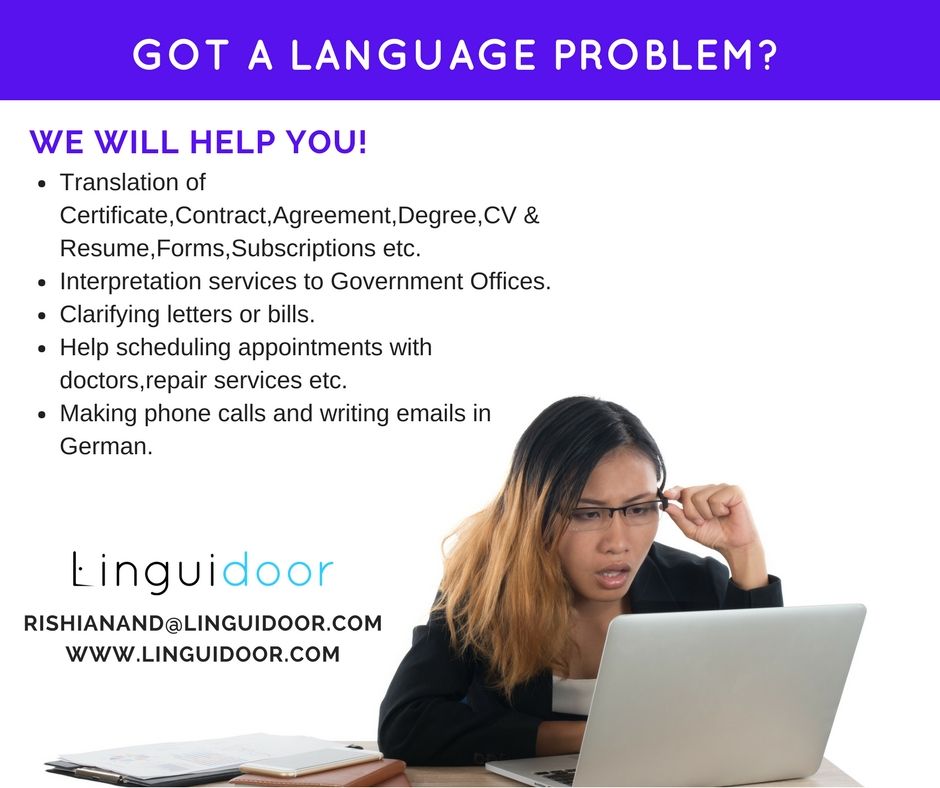 GOT A LANGUAGE PROBLEM?
WE WILL HELP YOU!
• Translation of
Certificate,Contract,Agreement,Degree,CV &
Resume,Forms,Subscriptions etc.
• Interpretation services to Government Offices.
• Clarifying letters or bills.
• Help scheduling appointments with
doctors,repair services etc.
• Making phone calls and writing emails in
German.
Linguidoor
RISHIANAND@LINGUIDOOR.COM
WWW.LINGUIDOOR.COM